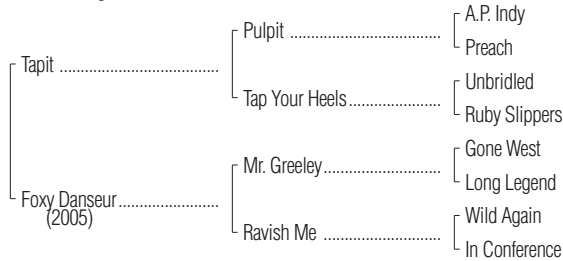 A.P. Indy
Pulpit ..................................
Preach
Tapit ....................................
Unbridled
Tap Your Heels ....................
Ruby Slippers
Gone West
Mr. Greeley ..........................
Long Legend
Foxy Danseur .......................
(2005)
Wild Again
Ravish Me ...........................
In Conference